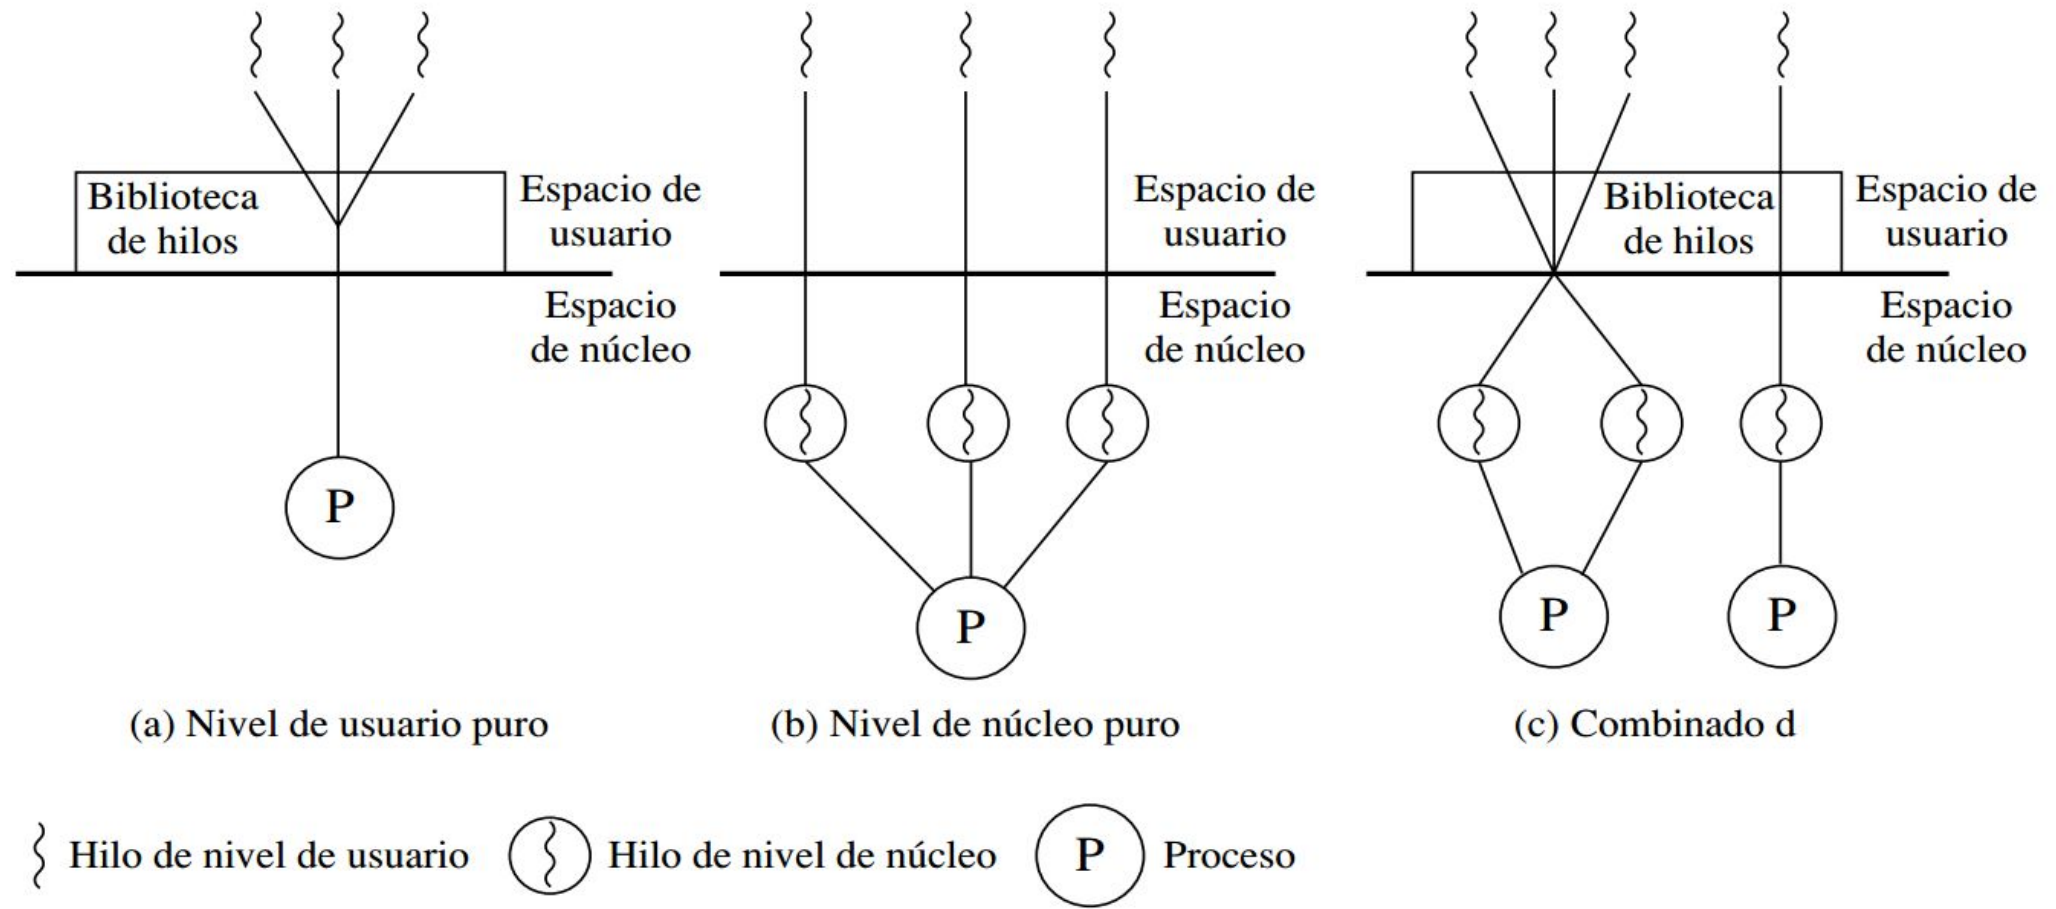 Biblioteca
de hilos
Espacio de
usuario
Espacio
de núcleo
P
(a) Nivel de usuario puro
Espacio de
usuario
Espacio
de núcleo
P
(b) Nivel de núcleo puro
Biblioteca
de hilos
Espacio de
usuario
Espacio
de núcleo
P
P
(c) Combinado d
Hilo de nivel de usuario
Hilo de nivel de núcleo
P
Proceso